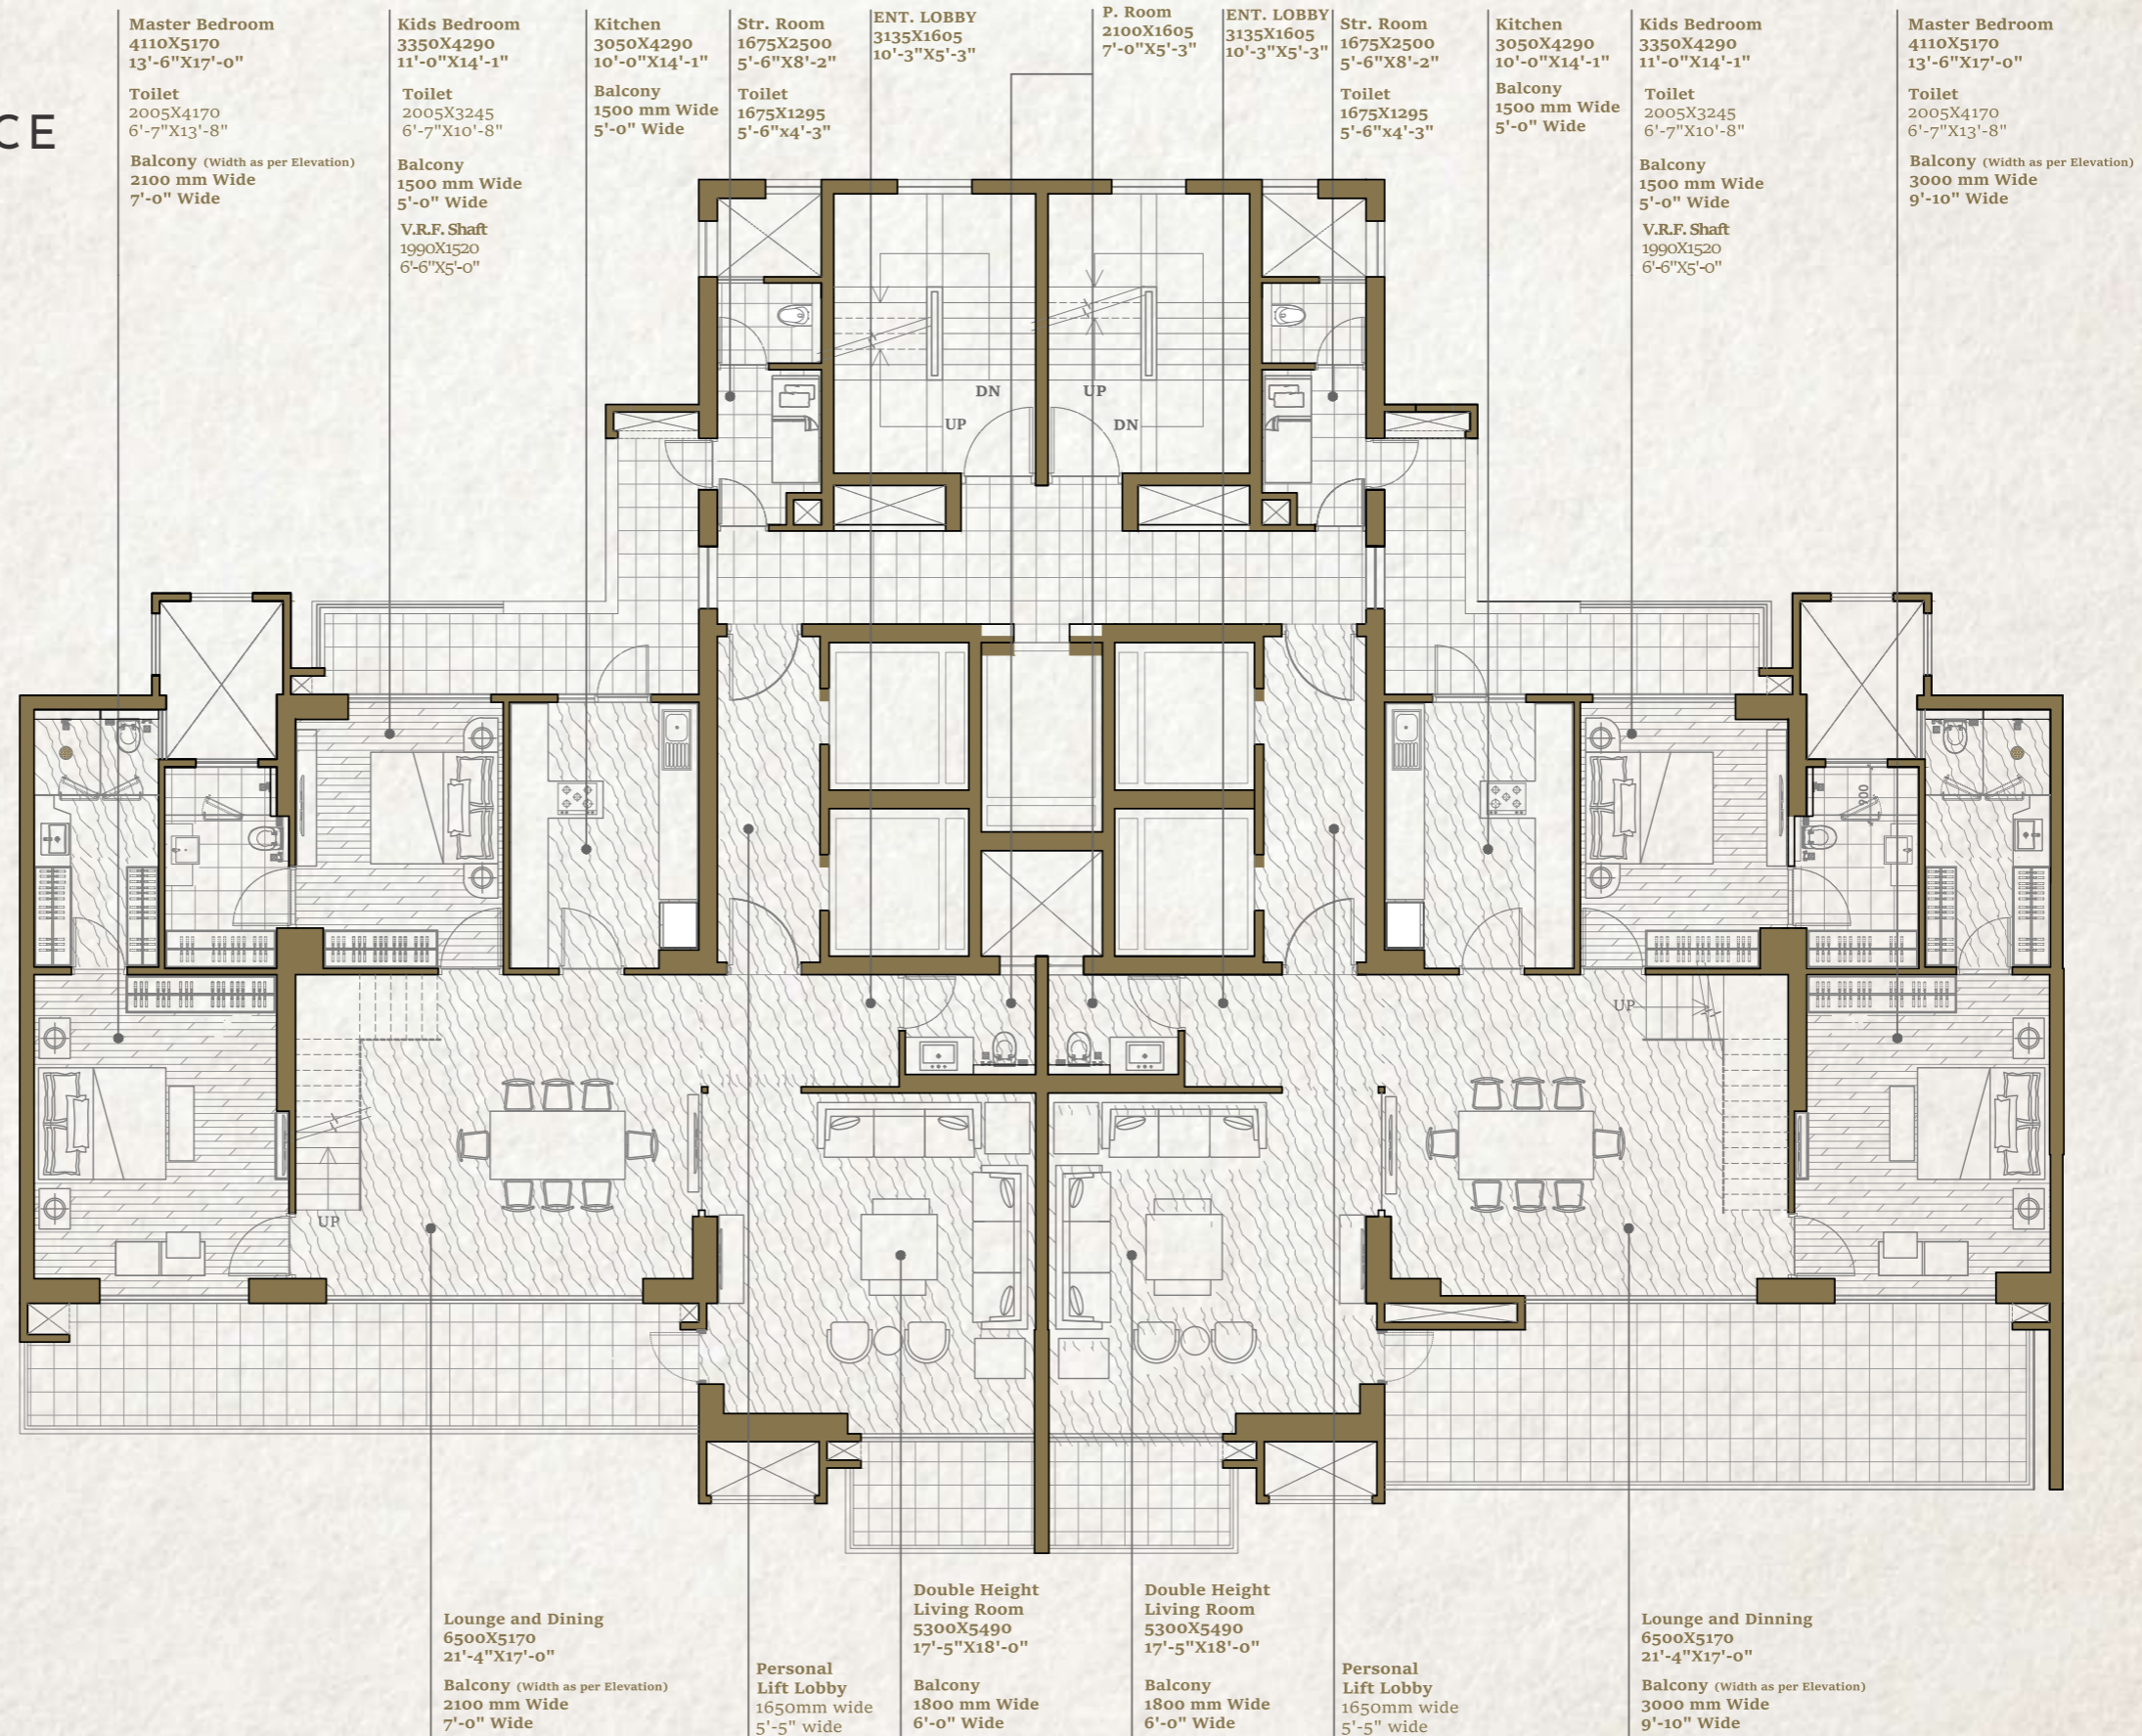 CE
Master Bedroom
4110X5170
13'-6"X17'-0"
Toilet
2005X4170
6'-7"X13'-8"
Balcony (Width as per Elevation)
2100 mm Wide
7'-0" Wide
Kids Bedroom
3350X4290
11'-0"X14'-1"
Toilet
2005X3245
6'-7"X10'-8"
Balcony
1500 mm Wide
5'-0" Wide
V.R.F. Shaft
1990X1520
6'-6"X5'-0"
Kitchen
3050X4290
10'-0"X14'-1"
Balcony
1500 mm Wide
5'-0" Wide
Str. Room
1675X2500
5'-6"X8'-2"
Toilet
1675X1295
5'-6"x4'-3"
ENT. LOBBY
3135X1605
10'-3"X5'-3"
P. Room
2100X1605
7'-0"X5'-3"
ENT. LOBBY
3135X1605
10'-3"X5'-3"
Str. Room
1675X2500
5'-6"X8'-2"
Toilet
1675X1295
5'-6"x4'-3"
Kitchen
3050X4290
10'-0"X14'-1"
Balcony
1500 mm Wide
5'-0" Wide
Kids Bedroom
3350X4290
11'-0"X14'-1"
Toilet
2005X3245
6'-7"X10'-8"
Balcony
1500 mm Wide
5'-0" Wide
V.R.F. Shaft
1990X1520
6'-6"X5'-0"
Master Bedroom
4110X5170
13'-6"X17'-0"
Toilet
2005X4170
6'-7"X13'-8"
Balcony (Width as per Elevation)
3000 mm Wide
9'-10" Wide
DN
UP
UP
DN
900
UP
UP
Lounge and Dining
6500X5170
21'-4"X17'-0"
Balcony (Width as per Elevation)
2100 mm Wide
7'-0" Wide
Personal
Lift Lobby
1650mm wide
5'-5" wide
Double Height
Living Room
5300X5490
17'-5"X18'-0"
Balcony
1800 mm Wide
6'-0" Wide
Double Height
Living Room
5300X5490
17'-5"X18'-0"
Balcony
1800 mm Wide
6'-0" Wide
Personal
Lift Lobby
1650mm wide
5'-5" wide
Lounge and Dinning
6500X5170
21'-4"X17'-0"
Balcony (Width as per Elevation)
3000 mm Wide
9'-10" Wide